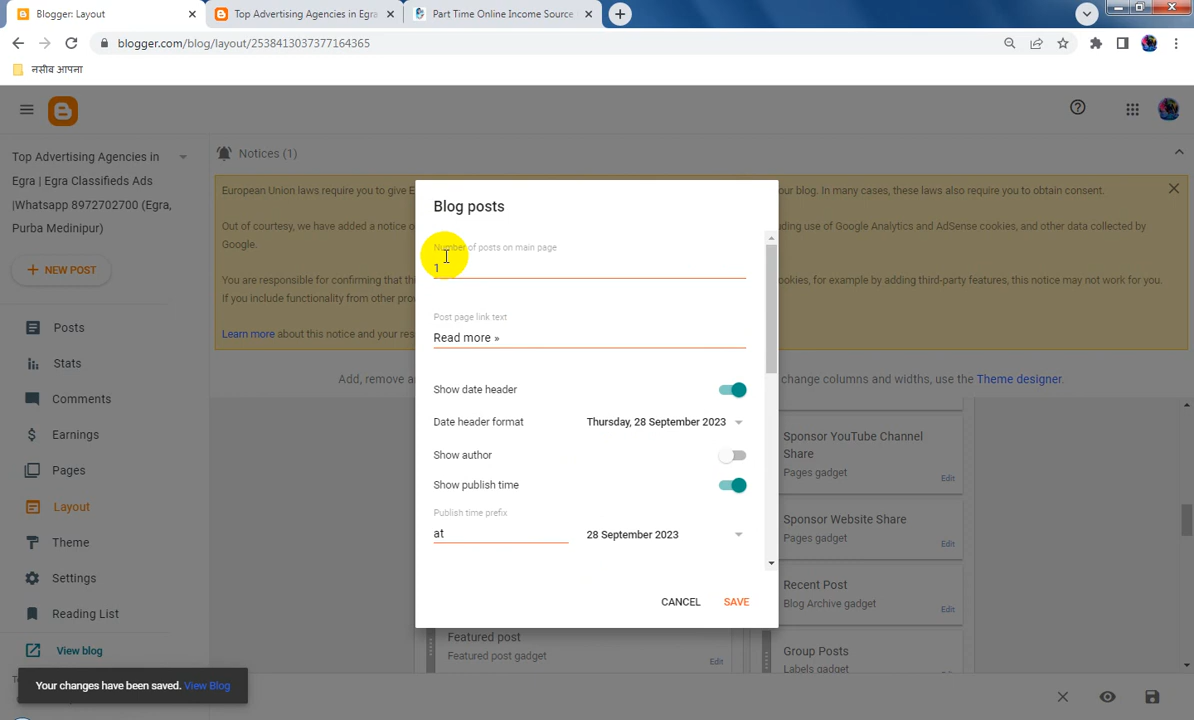 Blogger: Layout
Top Advertising Agencies in Egra
Part Time Online Income Source
blogger.com/blog/layout/2538413037377164365
नसीब आपना
Top Advertising Agencies in
Egra | Egra Classifieds Ads
|Whatsapp 8972702700 (Egra,
Purba Medinipur)
NEW POST
Posts
Stats
Comments
Earnings
Pages
Layout
Theme
Settings
Reading List
View blog
Notices (1)
European Union laws require you to give E
our blog. In many cases, these laws also require you to obtain consent.
Out of courtesy, we have added a notice o
ding use of Google Analytics and AdSense cookies, and other data collected by
Google.
You are responsible for confirming that th
cookies, for example by adding third-party features, this notice may not work for you.
If you include functionality from other pro
Learn more about this notice and your res
Add, remove a
change columns and widths, use the Theme designer.
Blog posts
Number of posts on main page
1
Post page link text
Read more »
Show date header
Date header format
Thursday, 28 September 2023
Show author
Show publish time
Publish time prefix
at
28 September 2023
CANCEL
SAVE
Sponsor YouTube Channel
Share
Pages gadget
Edit
Sponsor Website Share
Pages gadget
Edit
Recent Post
Blog Archive gadget
Edit
Group Posts
Labels gadget
Edit
Featured post
Featured post gadget
Edit
Your changes have been saved. View Blog